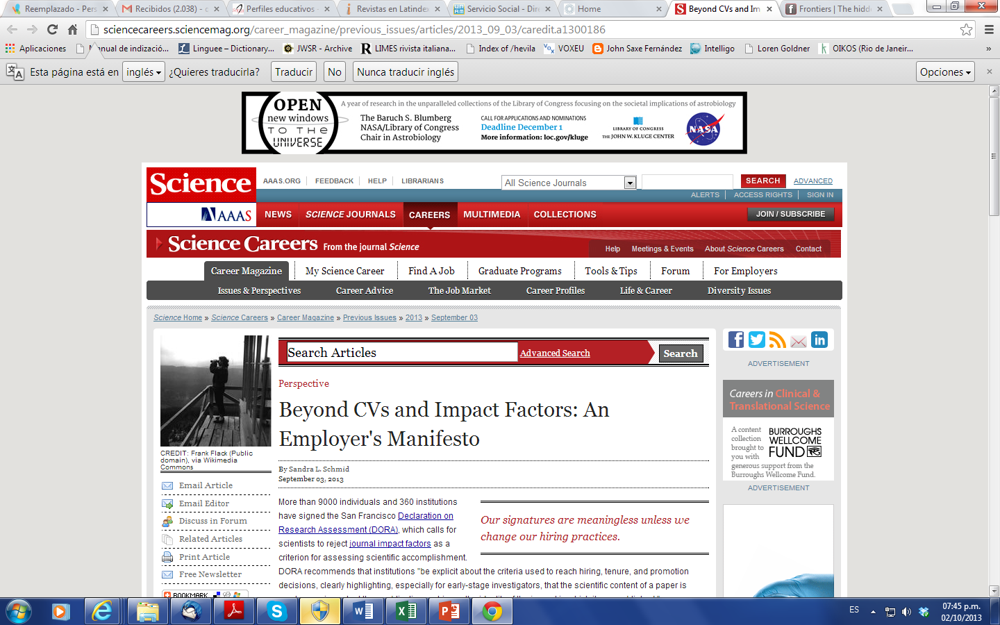 Reemplazado - Pers
Recibidos (2.038) - c
Perfiles educativos -
Revistas en Latindex
Servicio Social - Dire
Home
Beyond CVs and Im
Frontiers | The hidd
sciencecareers.sciencemag.org/career_magazine/previous_issues/articles/2013_09_03/caredit.a1300186
Aplicaciones
anual de indizació...
Linguee – Dictionary...
JWSR - Archive
LIMES rivista italiana...
Index of /hevila
VOXEU
John Saxe Fernández
Intelligo
Loren Goldner
OIKOS (Rio de Janeir...
»
Esta página está en inglés ¿Quieres traducirla? Traducir No Nunca traducir inglés Opciones
OPEN
new windows
TO THE
UNIVERSE
A year of research in the unparalleled collections of the Library of Congress focusing on the societal implications of astrobiology
The Baruch S. Blumberg
NASA/Library of Congress
Chair in Astrobiology
CALL FOR APPLICATIONS AND NOMINATIONS
Deadline December 1
More information: loc.gov/kluge
LIBRARY OF CONGRESS
THE JOHN W. KLUGE CENTER
NASA
Science
AAAS
AAAS.ORG FEEDBACK HELP LIBRARIANS
All Science Journals SEARCH ADVANCED
ALERTS ACCESS RIGHTS SIGN IN
NEWS SCIENCE JOURNALS CAREERS MULTIMEDIA COLLECTIONS JOIN / SUBSCRIBE
Science Careers From the journal Science
Help Meetings & Events About Science Careers Contact
Career Magazine My Science Career Find A Job Graduate Programs Tools & Tips Forum For Employers
Issues & Perspectives Career Advice The Job Market Career Profiles Life & Career Diversity Issues
Science Home » Science Careers » Career Magazine » Previous Issues » 2013 » September 03
CREDIT: Frank Flack (Public
domain), via Wikimedia
Commons
Email Article
Email Editor
Discuss in Forum
Related Articles
Print Article
Free Newsletter
BOOKMARK
Search Articles Advanced Search Search
Perspective
Beyond CVs and Impact Factors: An
Employer's Manifesto
By Sandra L. Schmid
September 03, 2013
More than 9000 individuals and 360 institutions
have signed the San Francisco Declaration on
Research Assessment (DORA), which calls for
scientists to reject journal impact factors as a
criterion for assessing scientific accomplishment.
DORA recommends that institutions "be explicit about the criteria used to reach hiring, tenure, and promotion
decisions, clearly highlighting, especially for early-stage investigators, that the scientific content of a paper is
Our signatures are meaningless unless we
change our hiring practices.
ADVERTISEMENT
Careers in Clinical &
Translational Science
A content
collection
brought to
you with
generous support from the
Burroughs Wellcome Fund.
BURROUGHS
WELLCOME
FUND
ADVERTISEMENT
ES
07:45 p.m.
02/10/2013